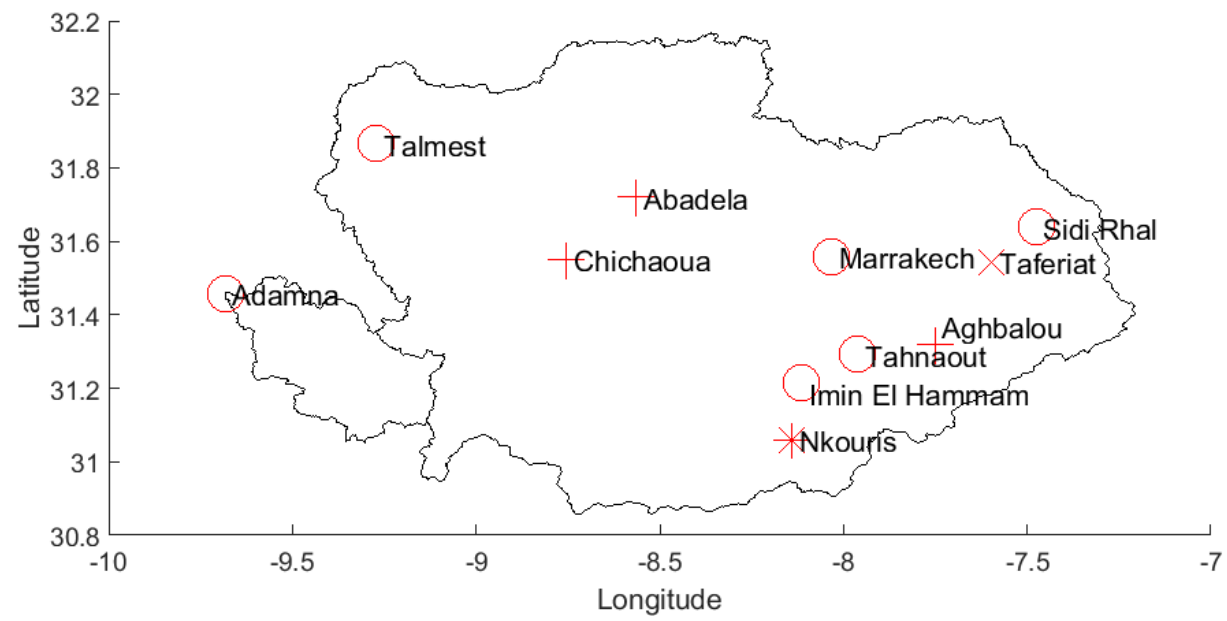 32.2
32
31.8
31.6
31.4
31.2
31
30.8
Latitude
Talmest
Abadela
Sidi Rhal
Chichaoua
Marrakech
Taferiat
Adamna
Aghbalou
Tahnaout
Imin El Hammam
Nkouris
-10
-9.5
-9
-8.5
-8
-7.5
-7
Longitude